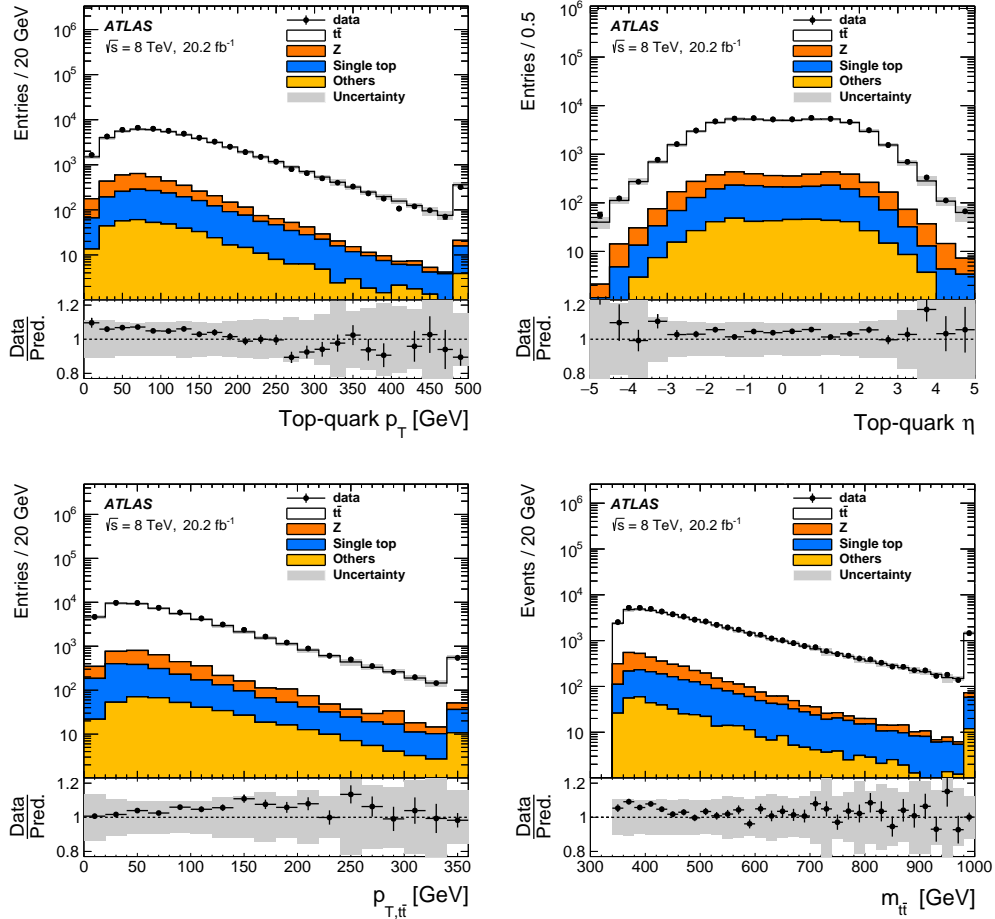 Entries / 20 GeV
10⁶
10⁵
10⁴
10³
10²
10
ATLAS
√s = 8 TeV, 20.2 fb⁻¹
data
tt̄
Z
Single top
Others
Uncertainty
Data
Pred.
1.2
1
0.8
0 50 100 150 200 250 300 350 400 450 500
Top-quark p_T [GeV]
Entries / 0.5
10⁶
10⁵
10⁴
10³
10²
10
ATLAS
√s = 8 TeV, 20.2 fb⁻¹
data
tt̄
Z
Single top
Others
Uncertainty
Data
Pred.
1.2
1
0.8
−5 −4 −3 −2 −1 0 1 2 3 4 5
Top-quark η
Entries / 20 GeV
10⁶
10⁵
10⁴
10³
10²
10
ATLAS
√s = 8 TeV, 20.2 fb⁻¹
data
tt̄
Z
Single top
Others
Uncertainty
Data
Pred.
1.2
1
0.8
0 50 100 150 200 250 300 350
p_T,tt̄ [GeV]
Events / 20 GeV
10⁶
10⁵
10⁴
10³
10²
10
ATLAS
√s = 8 TeV, 20.2 fb⁻¹
data
tt̄
Z
Single top
Others
Uncertainty
Data
Pred.
1.2
1
0.8
300 400 500 600 700 800 900 1000
m_tt̄ [GeV]